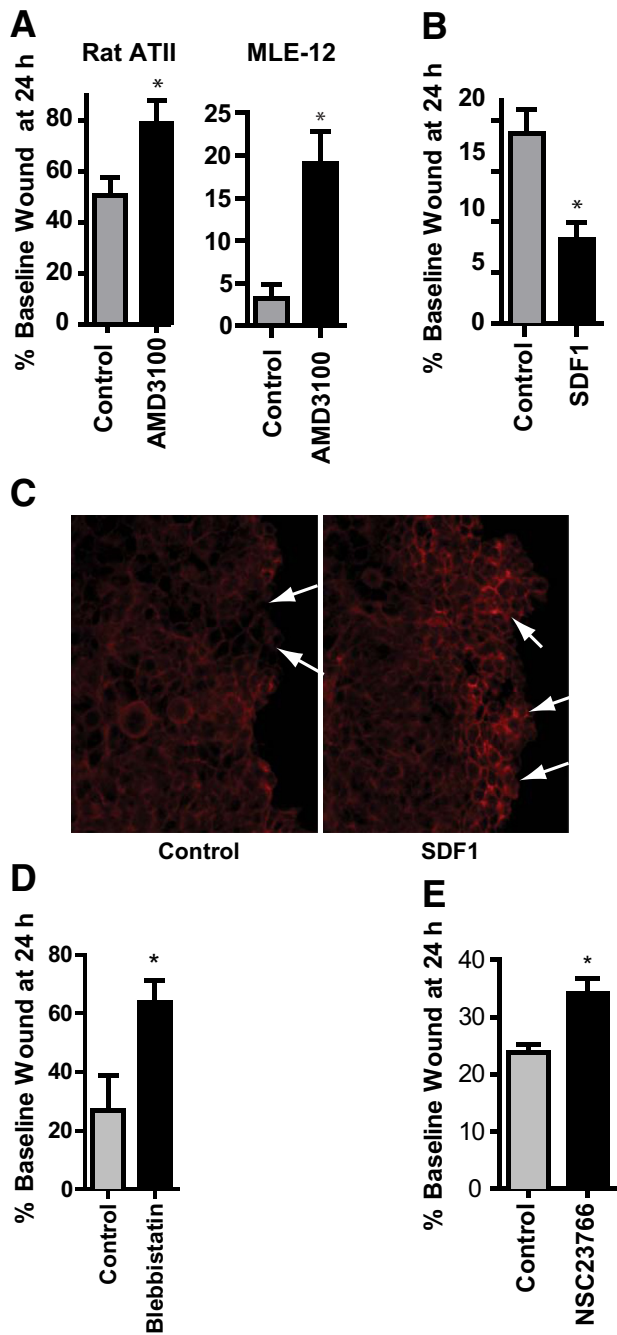 A
B
Rat ATII
MLE-12
% Baseline Wound at 24 h
80
60
40
20
0
*
Control
AMD3100
25
20
15
10
5
0
*
Control
AMD3100
% Baseline Wound at 24 h
20
15
10
5
0
*
Control
SDF1
C
Control
SDF1
D
% Baseline Wound at 24 h
80
60
40
20
0
*
Control
Blebbistatin
E
% Baseline Wound at 24 h
40
30
20
10
0
*
Control
NSC23766